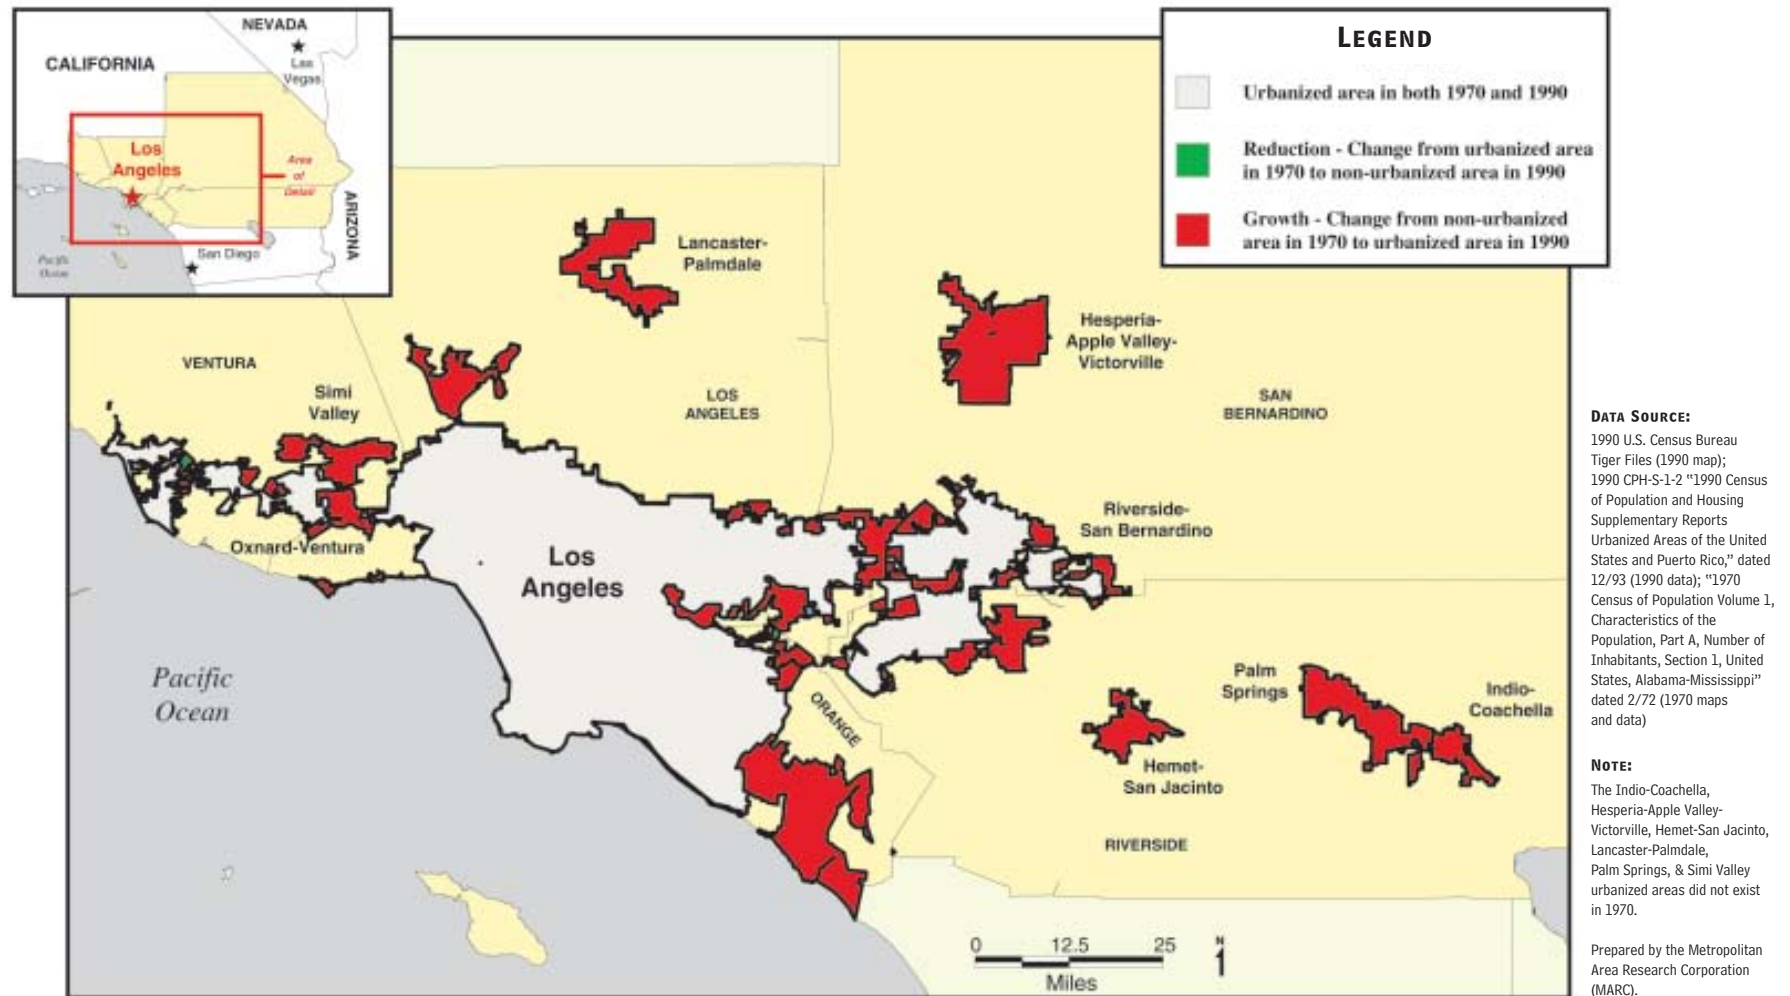 NEVADA
CALIFORNIA
Las
Vegas
Los
Angeles
Area
of
Detail
ARIZONA
San Diego
Pacific
Ocean
LEGEND
Urbanized area in both 1970 and 1990
Reduction - Change from urbanized area
in 1970 to non-urbanized area in 1990
Growth - Change from non-urbanized
area in 1970 to urbanized area in 1990
Lancaster-
Palmdale
Hesperia-
Apple Valley-
Victorville
VENTURA
Simi
Valley
LOS
ANGELES
SAN
BERNARDINO
Riverside-
San Bernardino
Oxnard-Ventura
Los
Angeles
Pacific
Ocean
ORANGE
Palm
Springs
Indio-
Coachella
Hemet-
San Jacinto
RIVERSIDE
0 12.5 25
Miles
N
DATA SOURCE:
1990 U.S. Census Bureau
Tiger Files (1990 map);
1990 CPH-S-1-2 "1990 Census
of Population and Housing
Supplementary Reports
Urbanized Areas of the United
States and Puerto Rico," dated
12/93 (1990 data); "1970
Census of Population Volume 1,
Characteristics of the
Population, Part A, Number of
Inhabitants, Section 1, United
States, Alabama-Mississippi"
dated 2/72 (1970 maps
and data)
NOTE:
The Indio-Coachella,
Hesperia-Apple Valley-
Victorville, Hemet-San Jacinto,
Lancaster-Palmdale,
Palm Springs, & Simi Valley
urbanized areas did not exist
in 1970.
Prepared by the Metropolitan
Area Research Corporation
(MARC).